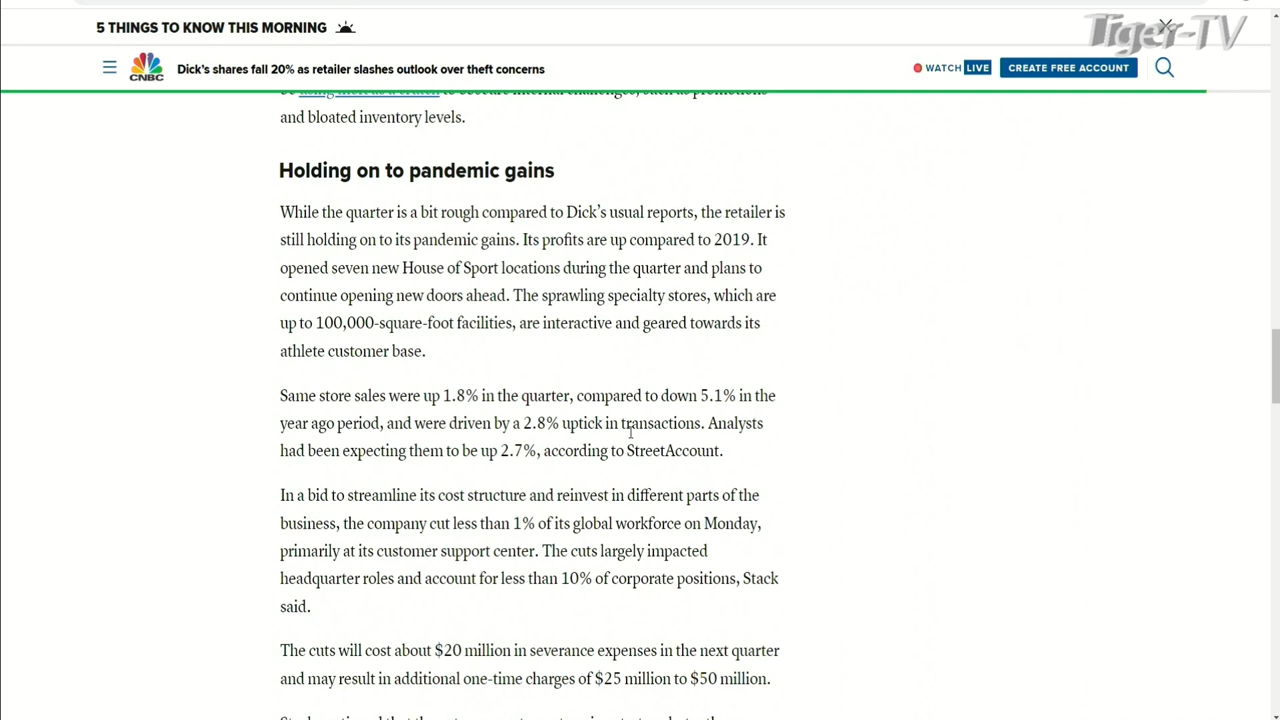 5 THINGS TO KNOW THIS MORNING
Tiger-TV
CNBC
Dick's shares fall 20% as retailer slashes outlook over theft concerns
WATCH LIVE
CREATE FREE ACCOUNT
and bloated inventory levels.
Holding on to pandemic gains
While the quarter is a bit rough compared to Dick’s usual reports, the retailer is
still holding on to its pandemic gains. Its profits are up compared to 2019. It
opened seven new House of Sport locations during the quarter and plans to
continue opening new doors ahead. The sprawling specialty stores, which are
up to 100,000-square-foot facilities, are interactive and geared towards its
athlete customer base.
Same store sales were up 1.8% in the quarter, compared to down 5.1% in the
year ago period, and were driven by a 2.8% uptick in transactions. Analysts
had been expecting them to be up 2.7%, according to StreetAccount.
In a bid to streamline its cost structure and reinvest in different parts of the
business, the company cut less than 1% of its global workforce on Monday,
primarily at its customer support center. The cuts largely impacted
headquarter roles and account for less than 10% of corporate positions, Stack
said.
The cuts will cost about $20 million in severance expenses in the next quarter
and may result in additional one-time charges of $25 million to $50 million.